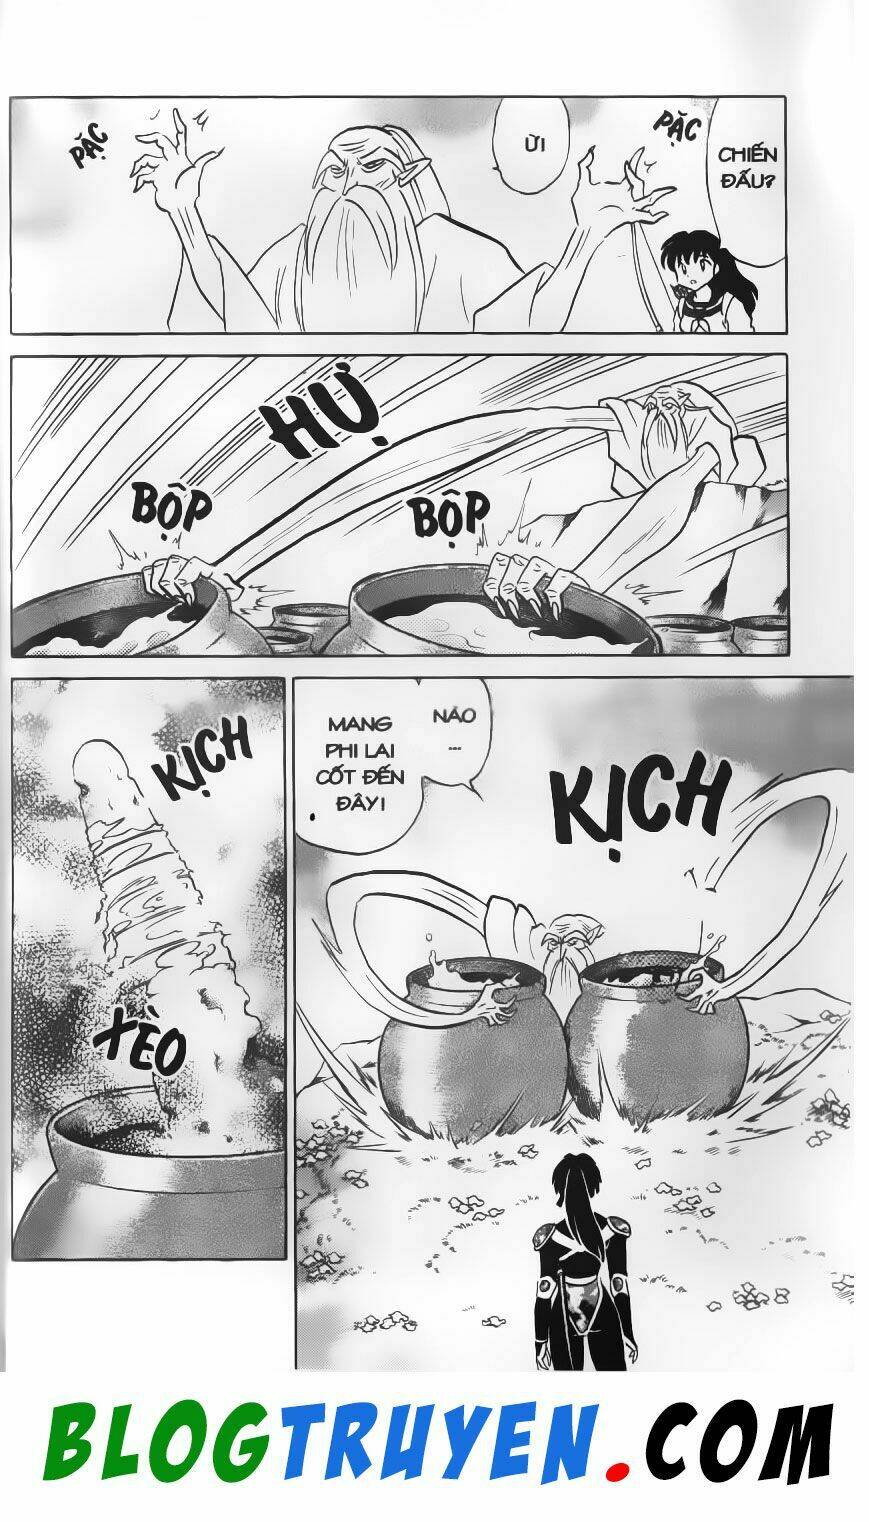 CHIẾN
ĐẤU?
PẶC
ỪI
PẶC
HỰ
BỘP
BỘP
NÀO
...
MANG
PHI LAI
CỐT ĐẾN
ĐÂY!
KỊCH
KỊCH
XÈO
BLOGTRUYEN.COM